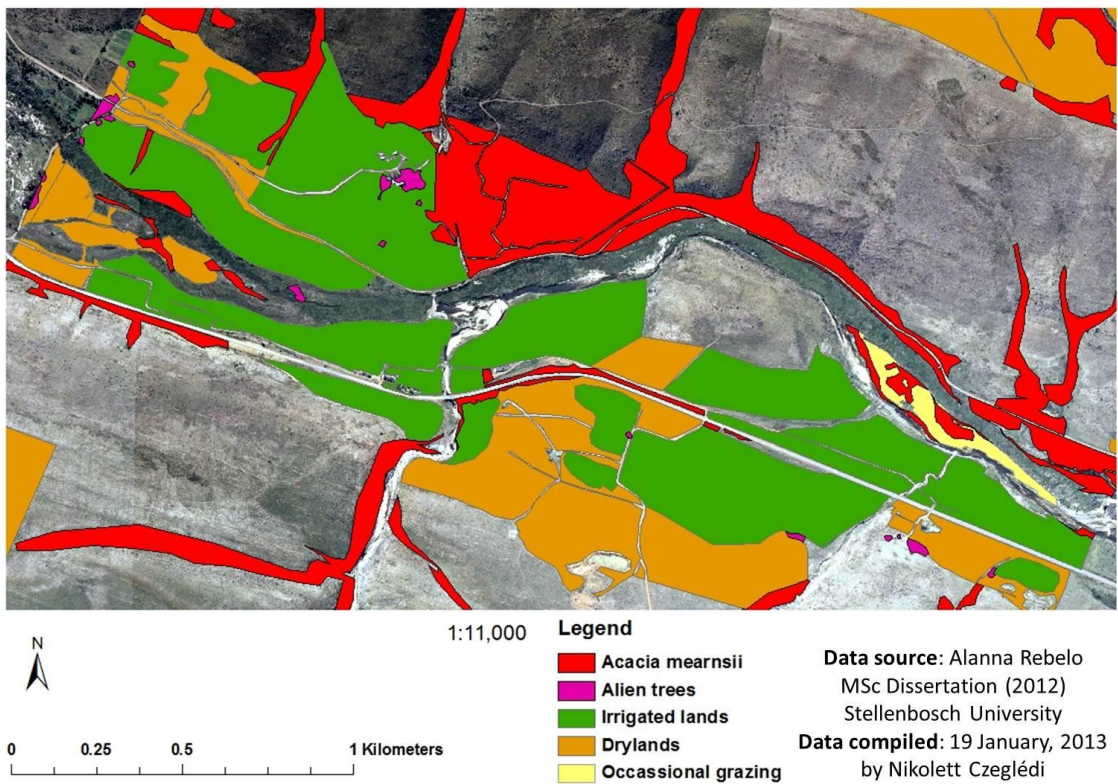 N
0 0.25 0.5 1 Kilometers
1:11,000
Legend
Acacia mearnsii
Alien trees
Irrigated lands
Drylands
Occassional grazing
Data source: Alanna Rebelo
MSc Dissertation (2012)
Stellenbosch University
Data compiled: 19 January, 2013
by Nikolett Czeglédi